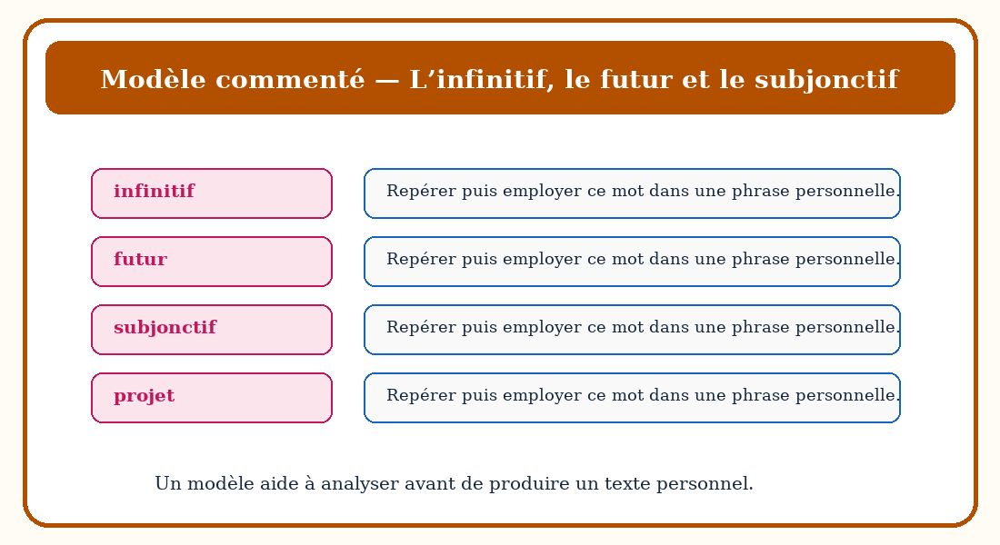 Modèle commenté — L’infinitif, le futur et le subjonctif
infinitif
Repérer puis employer ce mot dans une phrase personnelle.
futur
Repérer puis employer ce mot dans une phrase personnelle.
subjonctif
Repérer puis employer ce mot dans une phrase personnelle.
projet
Repérer puis employer ce mot dans une phrase personnelle.
Un modèle aide à analyser avant de produire un texte personnel.